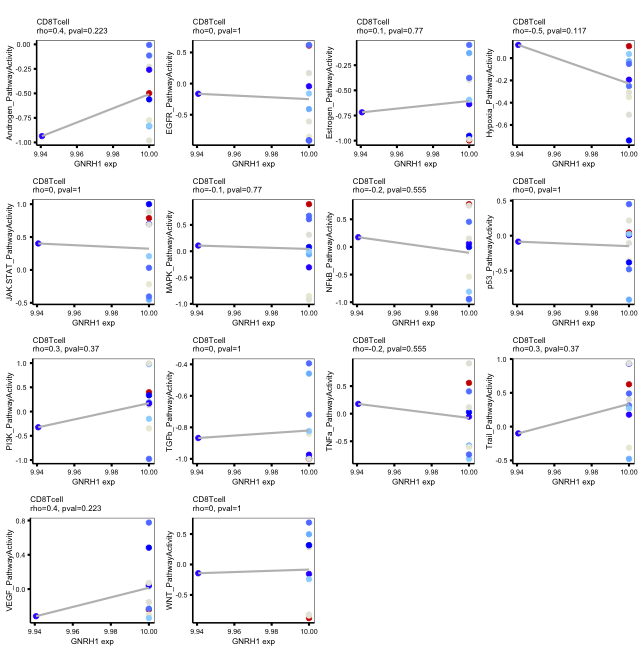 CD8Tcell
rho=0.4, pval=0.223
Androgen_PathwayActivity
0.00
-0.25
-0.50
-0.75
-1.00
9.94 9.96 9.98 10.00
GNRH1 exp
CD8Tcell
rho=0, pval=1
EGFR_PathwayActivity
0.5
0.0
-0.5
9.94 9.96 9.98 10.00
GNRH1 exp
CD8Tcell
rho=0.1, pval=0.77
Estrogen_PathwayActivity
-0.25
-0.50
-0.75
-1.00
9.94 9.96 9.98 10.00
GNRH1 exp
CD8Tcell
rho=-0.5, pval=0.117
Hypoxia_PathwayActivity
0.0
-0.3
-0.6
9.94 9.96 9.98 10.00
GNRH1 exp
CD8Tcell
rho=0, pval=1
JAK.STAT_PathwayActivity
1.0
0.5
0.0
-0.5
9.94 9.96 9.98 10.00
GNRH1 exp
CD8Tcell
rho=-0.1, pval=0.77
MAPK_PathwayActivity
1.0
0.5
0.0
-0.5
-1.0
9.94 9.96 9.98 10.00
GNRH1 exp
CD8Tcell
rho=-0.2, pval=0.555
NFkB_PathwayActivity
0.5
0.0
-0.5
-1.0
9.94 9.96 9.98 10.00
GNRH1 exp
CD8Tcell
rho=0, pval=1
p53_PathwayActivity
0.5
0.0
-0.5
9.94 9.96 9.98 10.00
GNRH1 exp
CD8Tcell
rho=0.3, pval=0.37
PI3K_PathwayActivity
1.0
0.5
0.0
-0.5
-1.0
9.94 9.96 9.98 10.00
GNRH1 exp
CD8Tcell
rho=0, pval=1
TGFb_PathwayActivity
-0.4
-0.6
-0.8
-1.0
9.94 9.96 9.98 10.00
GNRH1 exp
CD8Tcell
rho=-0.2, pval=0.555
TNFa_PathwayActivity
0.5
0.0
-0.5
9.94 9.96 9.98 10.00
GNRH1 exp
CD8Tcell
rho=0.3, pval=0.37
Trail_PathwayActivity
1.0
0.5
0.0
-0.5
9.94 9.96 9.98 10.00
GNRH1 exp
CD8Tcell
rho=0.4, pval=0.223
VEGF_PathwayActivity
0.8
0.4
0.0
9.94 9.96 9.98 10.00
GNRH1 exp
CD8Tcell
rho=0, pval=1
WNT_PathwayActivity
0.5
0.0
-0.5
9.94 9.96 9.98 10.00
GNRH1 exp